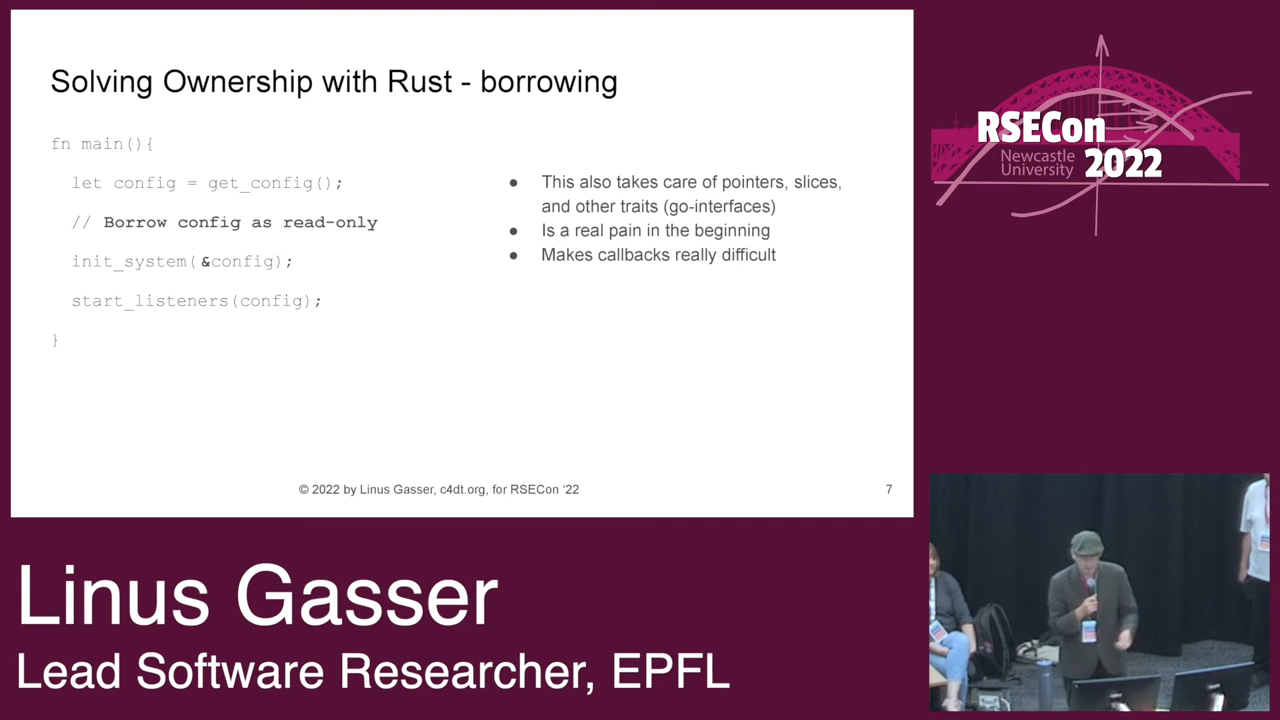 Solving Ownership with Rust - borrowing
fn main(){
let config = get_config();
// Borrow config as read-only
init_system(&config);
start_listeners(config);
}
● This also takes care of pointers, slices,
and other traits (go-interfaces)
● Is a real pain in the beginning
● Makes callbacks really difficult
© 2022 by Linus Gasser, c4dt.org, for RSECon ‘22
7
RSECon
Newcastle
University
2022
Linus Gasser
Lead Software Researcher, EPFL